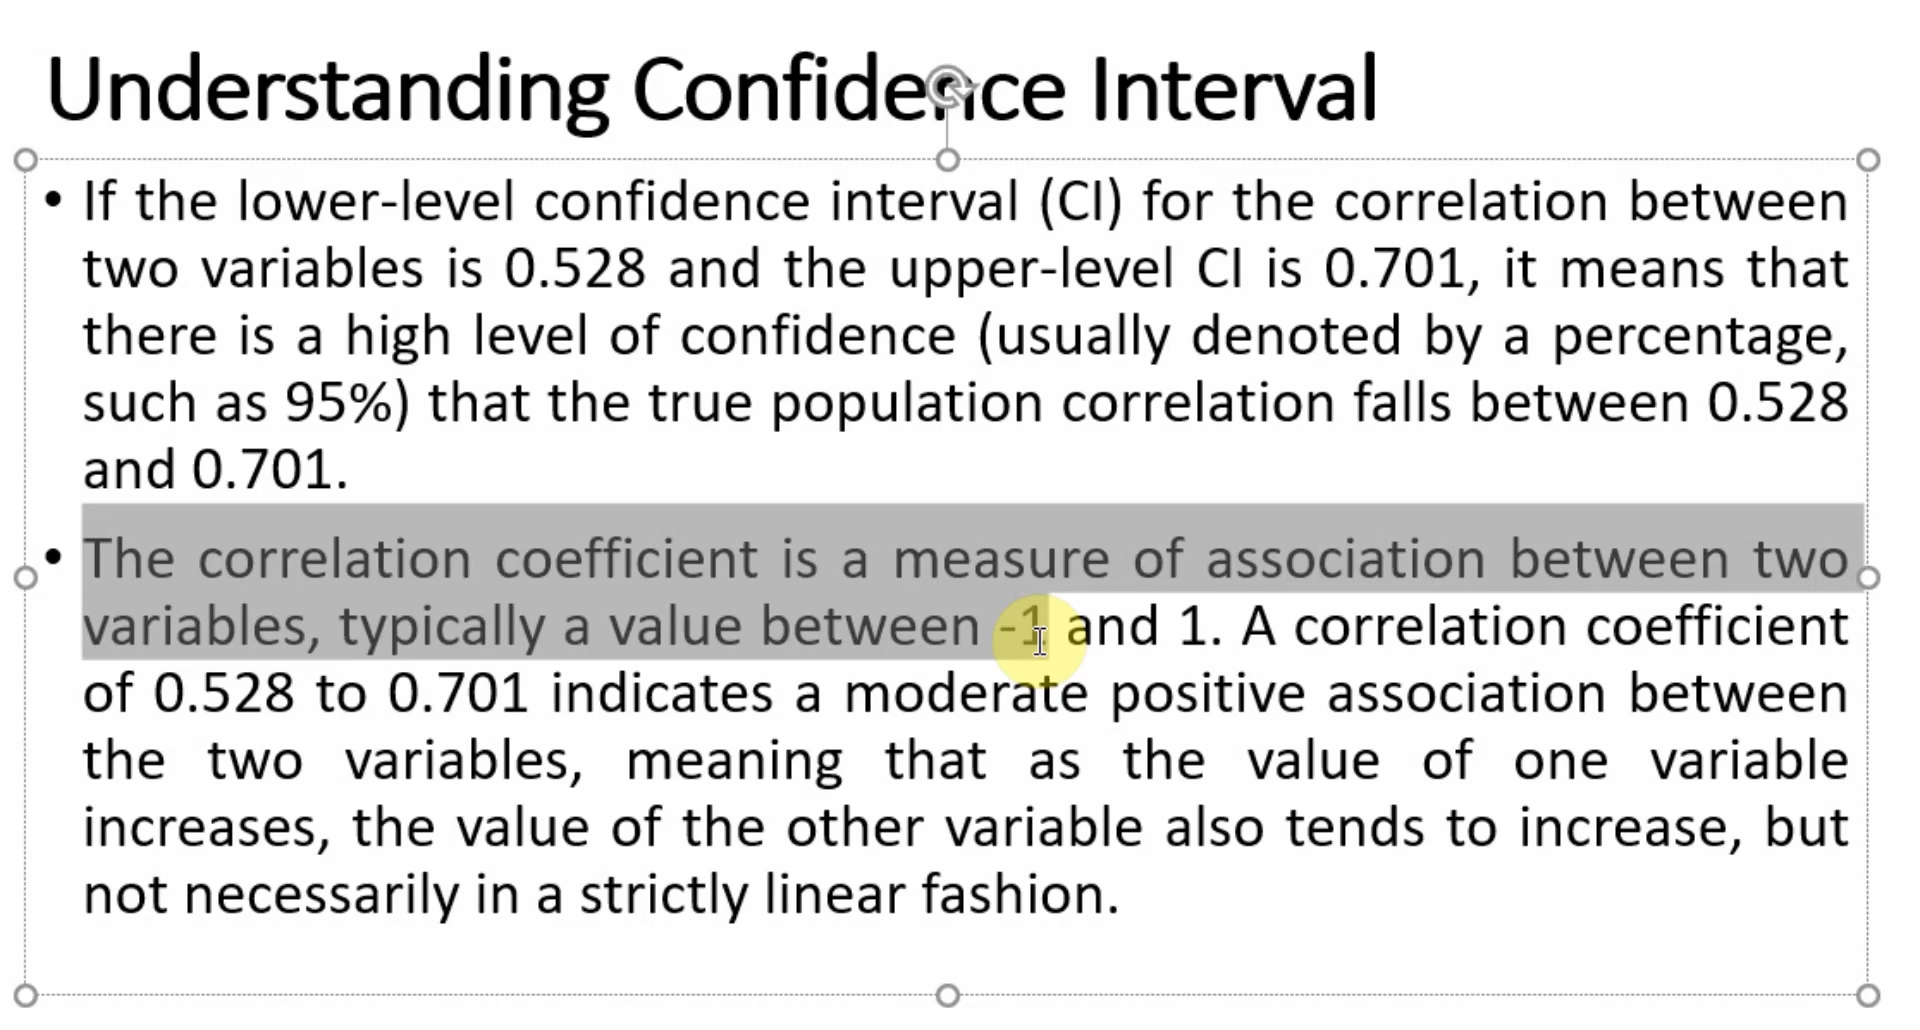 Understanding Confidence Interval
• If the lower-level confidence interval (CI) for the correlation between
two variables is 0.528 and the upper-level CI is 0.701, it means that
there is a high level of confidence (usually denoted by a percentage,
such as 95%) that the true population correlation falls between 0.528
and 0.701.
• The correlation coefficient is a measure of association between two
variables, typically a value between -1 and 1. A correlation coefficient
of 0.528 to 0.701 indicates a moderate positive association between
the two variables, meaning that as the value of one variable
increases, the value of the other variable also tends to increase, but
not necessarily in a strictly linear fashion.